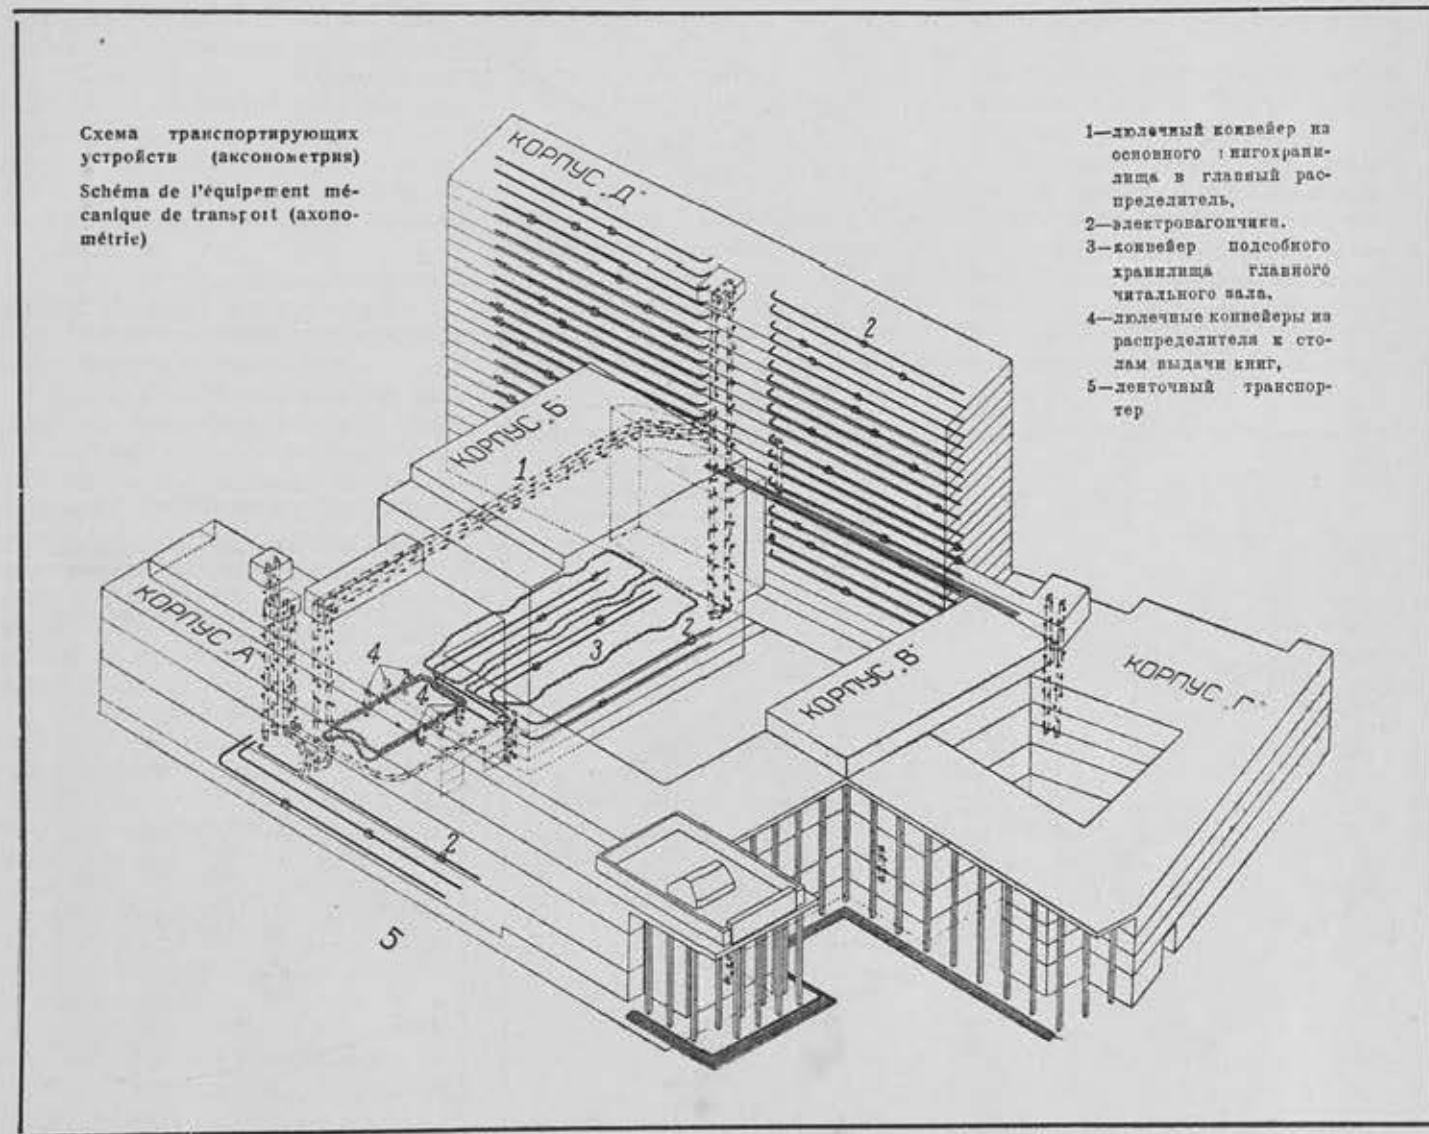 Схема транспортирующих
устройств (аксонометрия)
Schéma de l'équipement mé-
canique de transport (axono-
métrie)
1—люлечный конвейер из
основного книгохрани-
лища в главный рас-
пределитель,
2—электровагончики.
3—конвейер подсобного
хранилища главного
читального зала,
4—люлечные конвейеры из
распределителя к сто-
лам выдачи книг,
5—ленточный транспор-
тер
КОРПУС „Д"
2
КОРПУС „Б"
1
КОРПУС „А"
4
3
2
4
КОРПУС „В"
КОРПУС „Г"
2
5